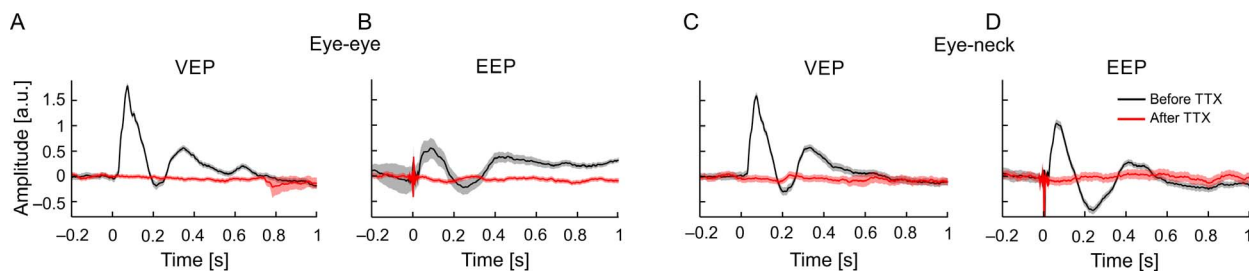 A B C D
Eye-eye Eye-neck
VEP EEP VEP EEP
Amplitude [a.u.]
1.5
1
0.5
0
−0.5
Before TTX
After TTX
−0.2 0 0.2 0.4 0.6 0.8 1 −0.2 0 0.2 0.4 0.6 0.8 1 −0.2 0 0.2 0.4 0.6 0.8 1 −0.2 0 0.2 0.4 0.6 0.8 1
Time [s] Time [s] Time [s] Time [s]